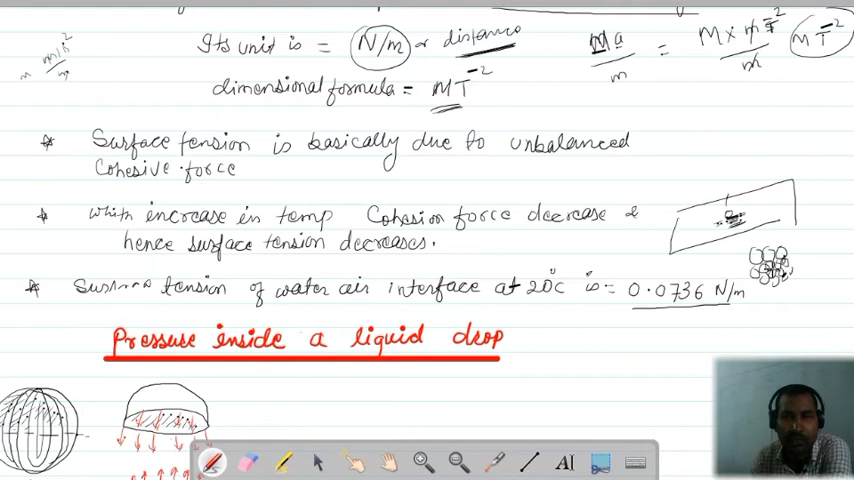 Its unit is = N/m or distance
Ma/m = M x m T⁻²/m MT⁻²
dimensional formula = MT⁻²
* Surface tension is basically due to unbalanced
Cohesive force
* With increase in temp Cohesion force decrease &
hence surface tension decreases.
* tension of water air interface at 20°C is = 0.0736 N/m
Pressure inside a liquid drop
AI